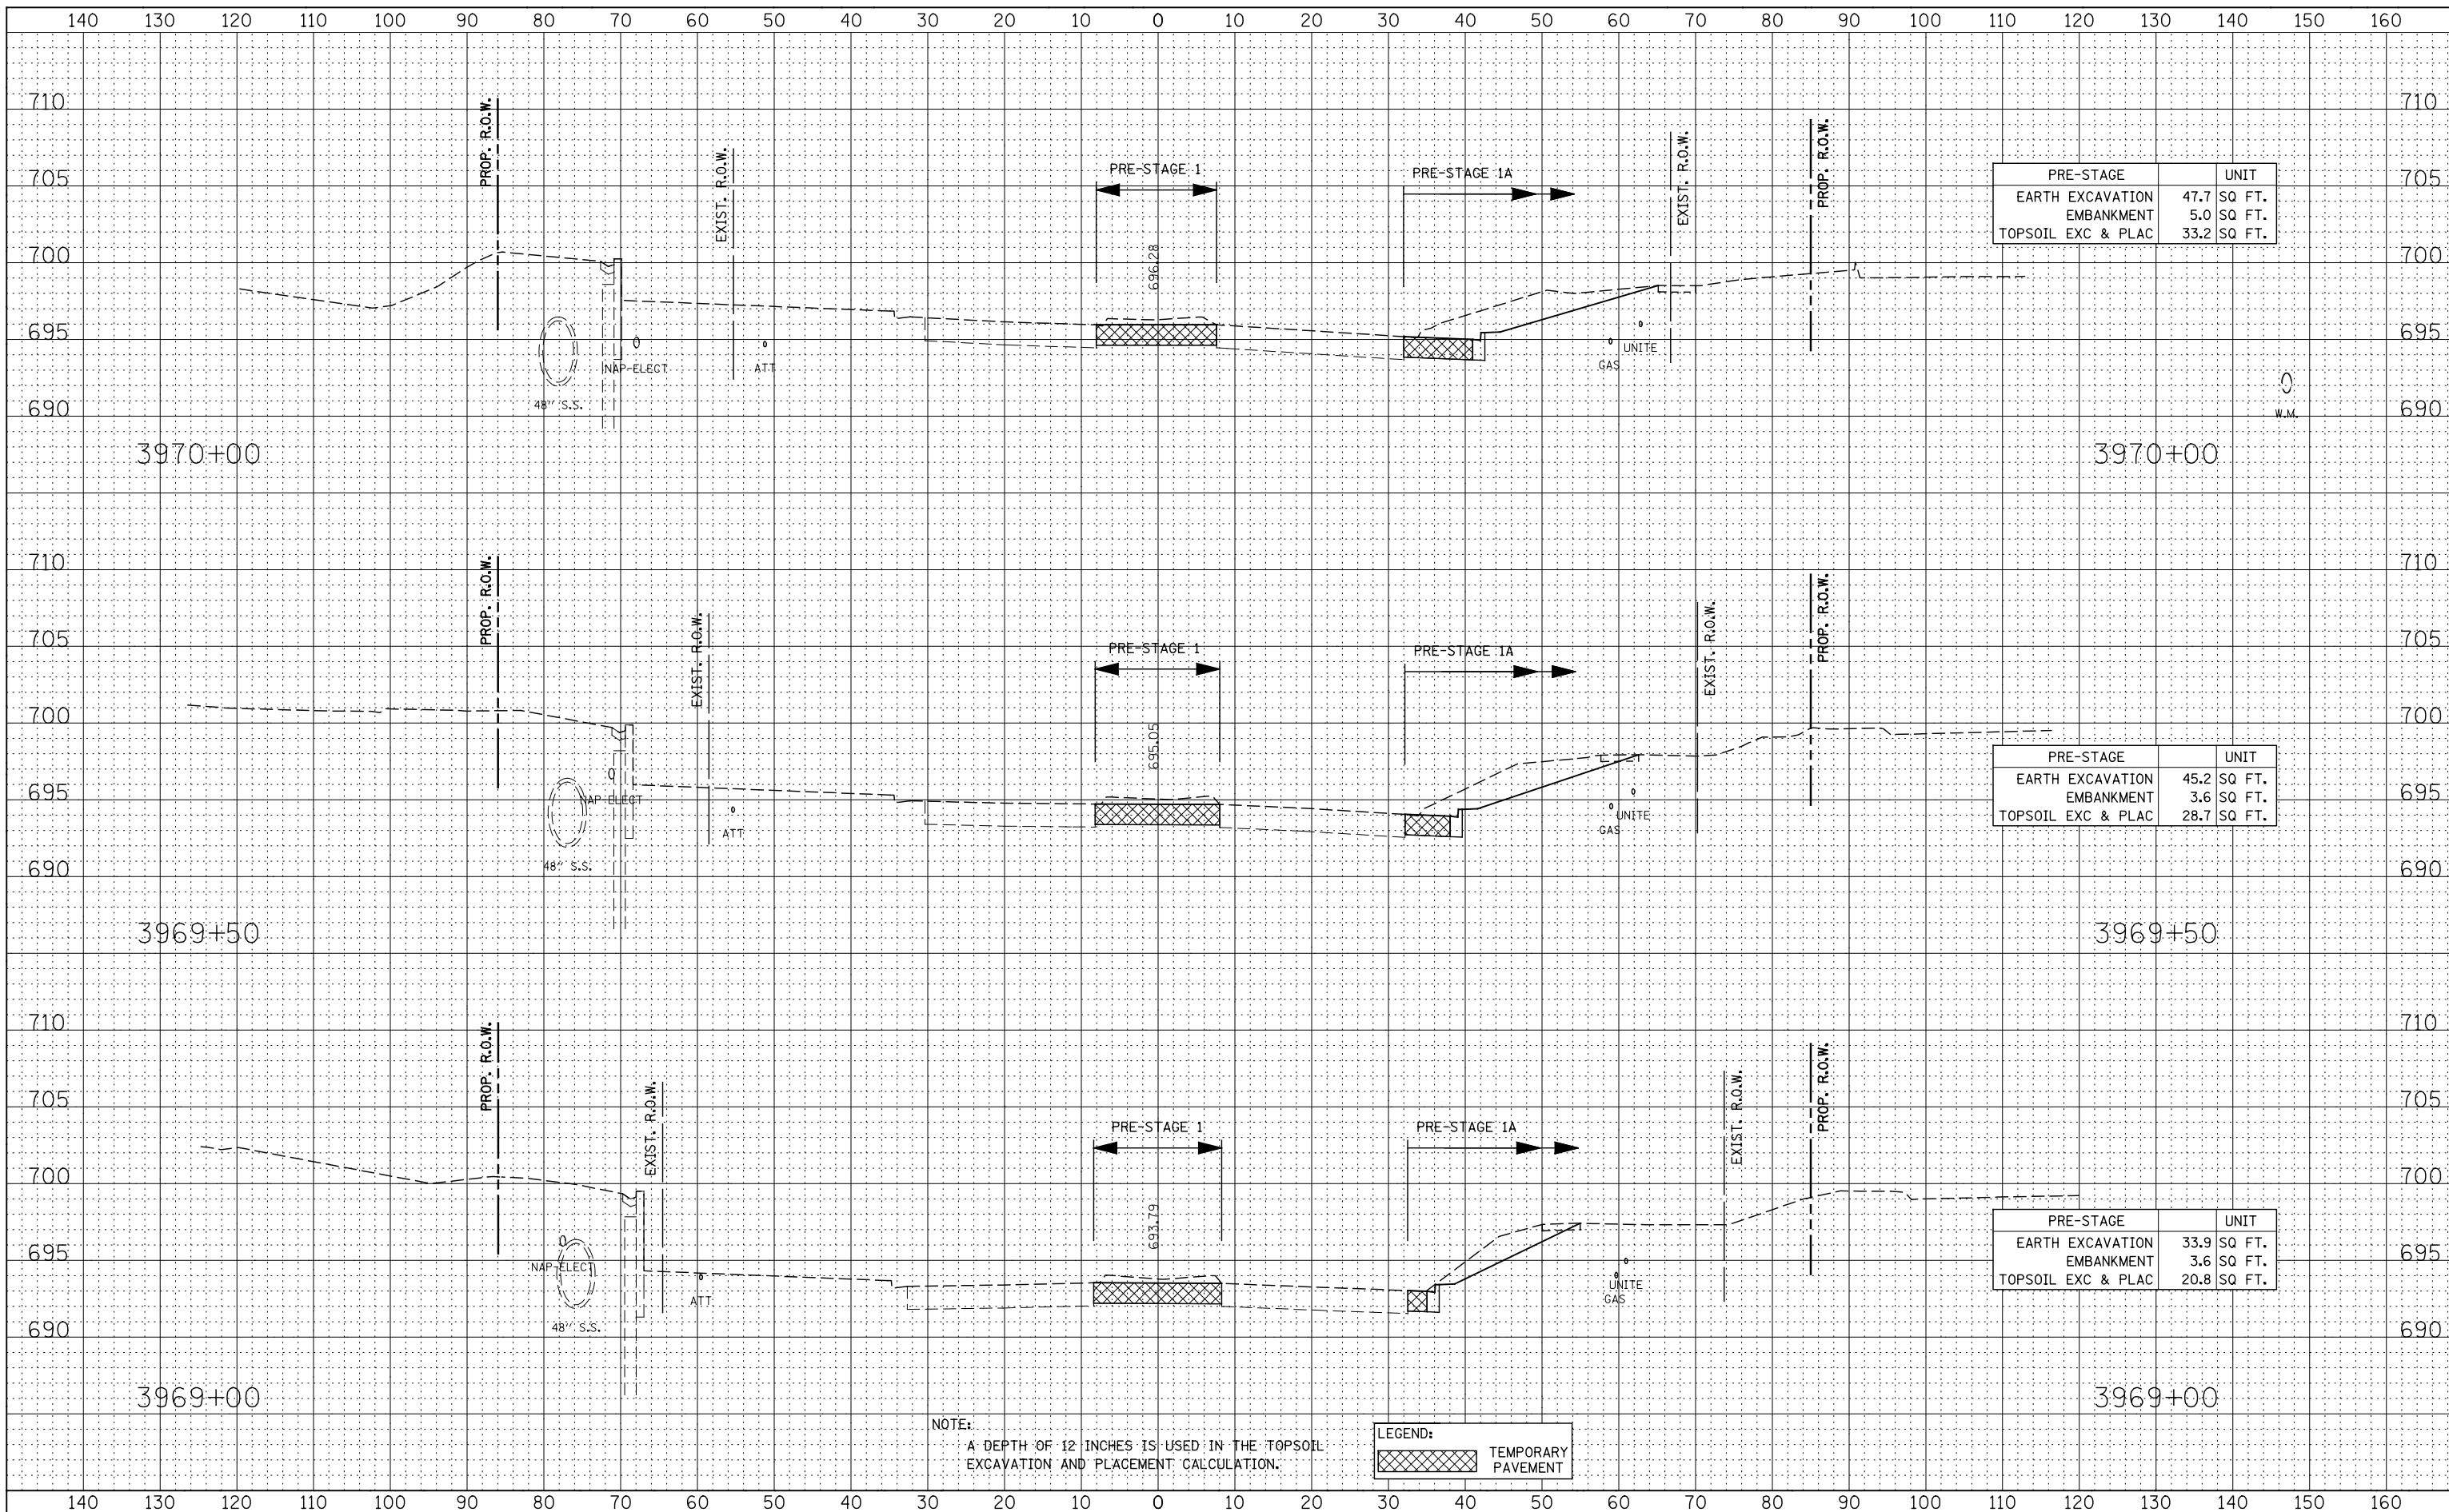 140 130 120 110 100 90 80 70 60 50 40 30 20 10 0 10 20 30 40 50 60 70 80 90 100 110 120 130 140 150 160
710 710
PROP. R.O.W.
EXIST. R.O.W.
PRE-STAGE 1
PRE-STAGE 1A
EXIST. R.O.W.
PROP. R.O.W.
705 705
PRE-STAGE UNIT
EARTH EXCAVATION 47.7 SQ FT.
EMBANKMENT 5.0 SQ FT.
TOPSOIL EXC & PLAC 33.2 SQ FT.
700 700
696.28
695 695
NAP-ELECT
ATT
UNITE
GAS
48" S.S.
W.M.
690 690
3970+00 3970+00
710 710
PROP. R.O.W.
EXIST. R.O.W.
PRE-STAGE 1
PRE-STAGE 1A
EXIST. R.O.W.
PROP. R.O.W.
705 705
700 700
695.05
PRE-STAGE UNIT
EARTH EXCAVATION 45.2 SQ FT.
EMBANKMENT 3.6 SQ FT.
TOPSOIL EXC & PLAC 28.7 SQ FT.
695 695
NAP-ELECT
ATT
UNITE
GAS
48" S.S.
690 690
3969+50 3969+50
710 710
PROP. R.O.W.
EXIST. R.O.W.
PRE-STAGE 1
PRE-STAGE 1A
EXIST. R.O.W.
PROP. R.O.W.
705 705
700 700
693.79
PRE-STAGE UNIT
EARTH EXCAVATION 33.9 SQ FT.
EMBANKMENT 3.6 SQ FT.
TOPSOIL EXC & PLAC 20.8 SQ FT.
695 695
NAP-ELECT
ATT
UNITE
GAS
48" S.S.
690 690
3969+00 3969+00
NOTE:
A DEPTH OF 12 INCHES IS USED IN THE TOPSOIL
EXCAVATION AND PLACEMENT CALCULATION.
LEGEND:
TEMPORARY
PAVEMENT
140 130 120 110 100 90 80 70 60 50 40 30 20 10 0 10 20 30 40 50 60 70 80 90 100 110 120 130 140 150 160